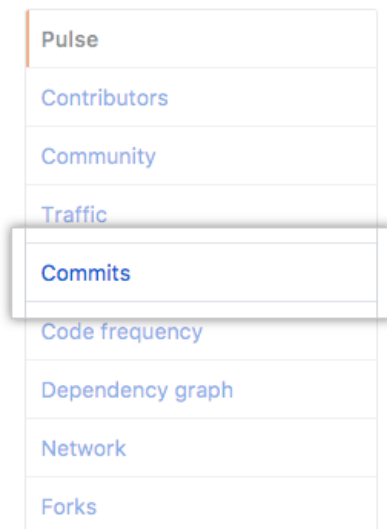 Pulse
Contributors
Community
Traffic
Commits
Code frequency
Dependency graph
Network
Forks